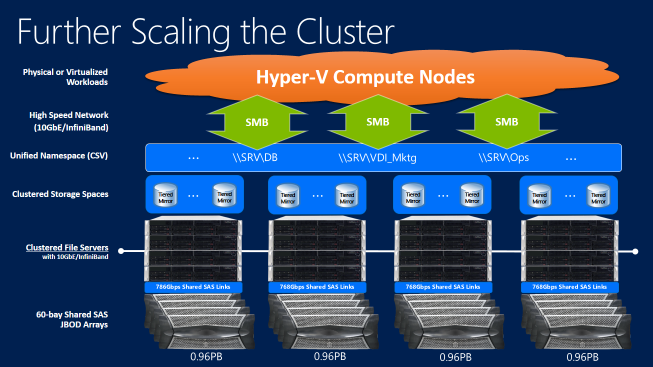 Further Scaling the Cluster
Physical or Virtualized
Workloads
Hyper-V Compute Nodes
High Speed Network
(10GbE/InfiniBand)
SMB
SMB
SMB
Unified Namespace (CSV)
... \\SRV\DB \\SRV\VDI_Mktg \\SRV\Ops ...
Clustered Storage Spaces
Tiered Mirror ... Tiered Mirror
Tiered Mirror ... Tiered Mirror
Tiered Mirror ... Tiered Mirror
Tiered Mirror ... Tiered Mirror
Clustered File Servers
with 10GbE/InfiniBand
786Gbps Shared SAS Links
768Gbps Shared SAS Links
768Gbps Shared SAS Links
768Gbps Shared SAS Links
60-bay Shared SAS
JBOD Arrays
0.96PB
0.96PB
0.96PB
0.96PB